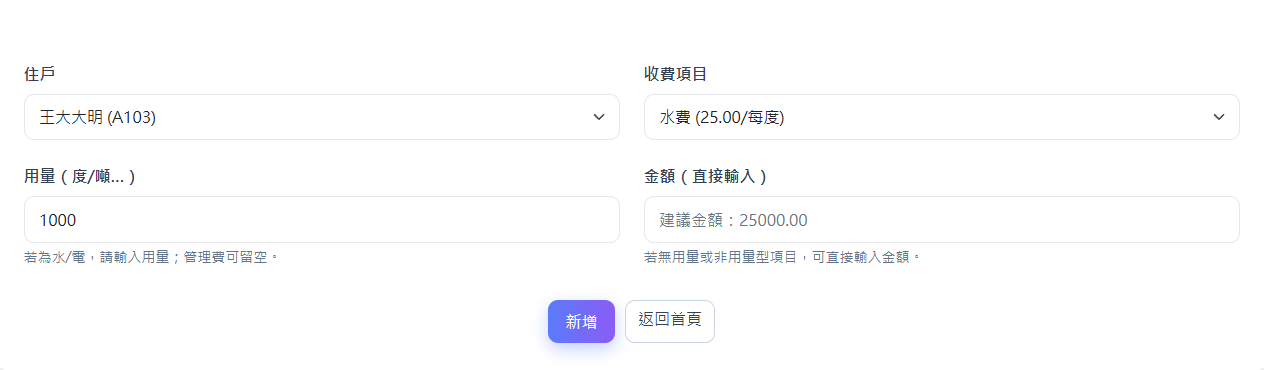 住戶
收費項目
王大大明 (A103)
水費 (25.00/每度)
用量 ( 度/噸... )
金額 ( 直接輸入 )
1000
建議金額：25000.00
若為水/電，請輸入用量；管理費可留空。
若無用量或非用量型項目，可直接輸入金額。
新增
返回首頁